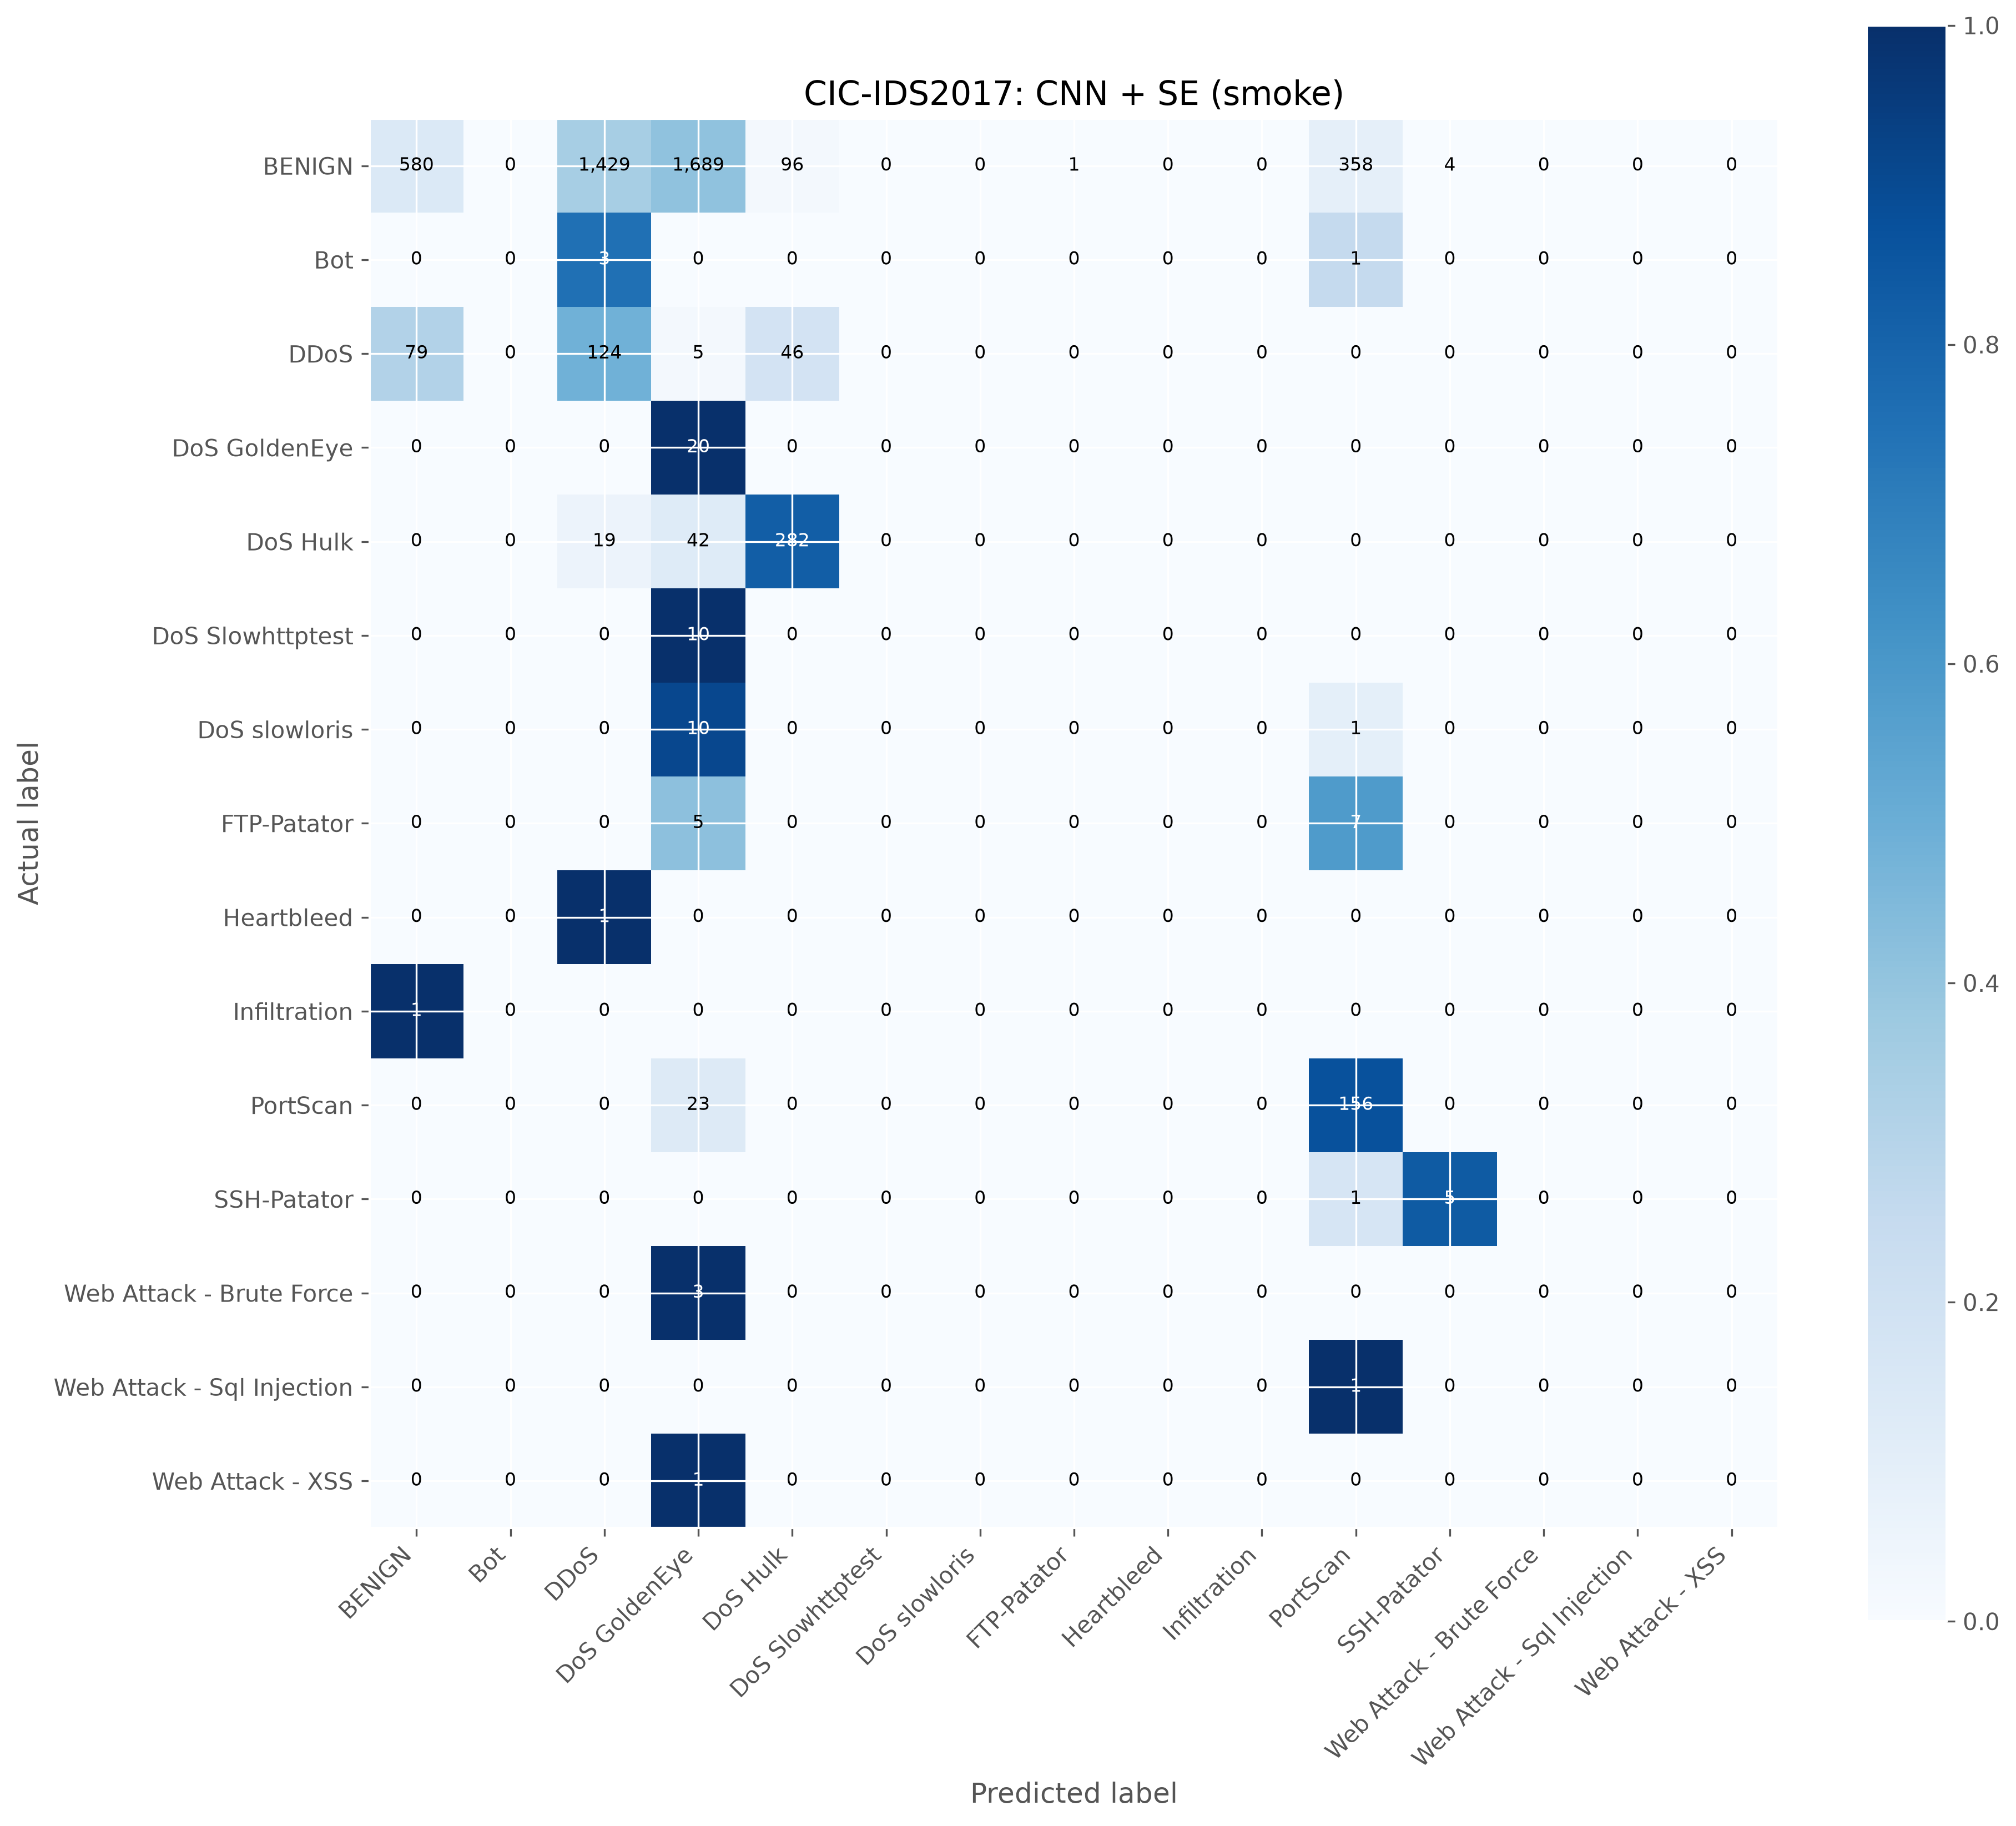 CIC-IDS2017: CNN + SE (smoke)
1.0
0.8
0.6
0.4
0.2
0.0
Actual label
BENIGN 580 0 1,429 1,689 96 0 0 1 0 0 358 4 0 0 0
Bot 0 0 3 0 0 0 0 0 0 0 1 0 0 0 0
DDoS 79 0 124 5 46 0 0 0 0 0 0 0 0 0 0
DoS GoldenEye 0 0 0 20 0 0 0 0 0 0 0 0 0 0 0
DoS Hulk 0 0 19 42 282 0 0 0 0 0 0 0 0 0 0
DoS Slowhttptest 0 0 0 10 0 0 0 0 0 0 0 0 0 0 0
DoS slowloris 0 0 0 10 0 0 0 0 0 0 1 0 0 0 0
FTP-Patator 0 0 0 5 0 0 0 0 0 0 7 0 0 0 0
Heartbleed 0 0 1 0 0 0 0 0 0 0 0 0 0 0 0
Infiltration 1 0 0 0 0 0 0 0 0 0 0 0 0 0 0
PortScan 0 0 0 23 0 0 0 0 0 0 156 0 0 0 0
SSH-Patator 0 0 0 0 0 0 0 0 0 0 1 5 0 0 0
Web Attack - Brute Force 0 0 0 3 0 0 0 0 0 0 0 0 0 0 0
Web Attack - Sql Injection 0 0 0 0 0 0 0 0 0 0 1 0 0 0 0
Web Attack - XSS 0 0 0 1 0 0 0 0 0 0 0 0 0 0 0
BENIGN
Bot
DDoS
DoS GoldenEye
DoS Hulk
DoS Slowhttptest
DoS slowloris
FTP-Patator
Heartbleed
Infiltration
PortScan
SSH-Patator
Web Attack - Brute Force
Web Attack - Sql Injection
Web Attack - XSS
Predicted label